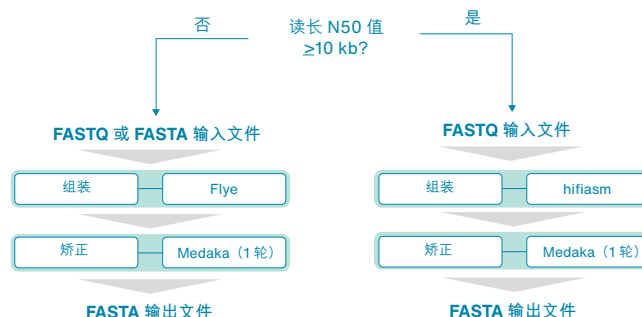 否
读长 N50 值
≥10 kb?
是
FASTQ 或 FASTA 输入文件
组装
Flye
矫正
Medaka（1 轮）
FASTA 输出文件
FASTQ 输入文件
组装
hifiasm
矫正
Medaka（1 轮）
FASTA 输出文件